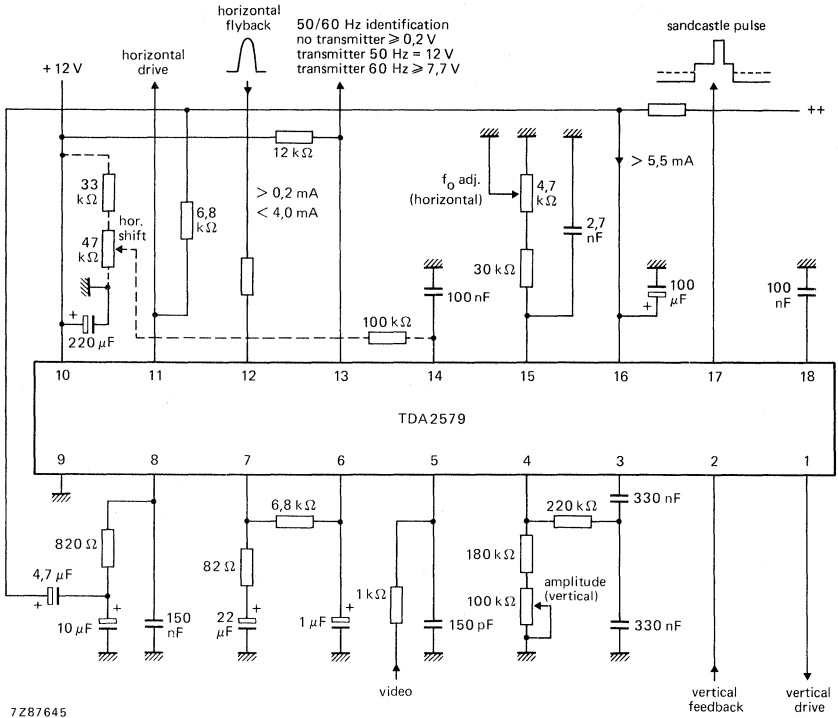 horizontal
flyback
50/60 Hz identification
no transmitter ⩾ 0,2 V
transmitter 50 Hz = 12 V
transmitter 60 Hz ⩾ 7,7 V
sandcastle pulse
horizontal
drive
+ 12 V
++
12 kΩ
> 5,5 mA
33
kΩ
hor.
shift
47
kΩ
6,8
kΩ
> 0,2 mA
< 4,0 mA
fo adj.
(horizontal)
4,7
kΩ
2,7
nF
30 kΩ
100 nF
100
μF
+
100
nF
+
220 μF
100 kΩ
10 11 12 13 14 15 16 17 18
TDA2579
9 8 7 6 5 4 3 2 1
330 nF
6,8 kΩ
220 kΩ
820 Ω
82 Ω
180 kΩ
4,7 μF
+
1 kΩ
100 kΩ
amplitude
(vertical)
+
10 μF
150
nF
+
22
μF
+
1 μF
150 pF
330 nF
video
vertical
feedback
vertical
drive
7Z87645